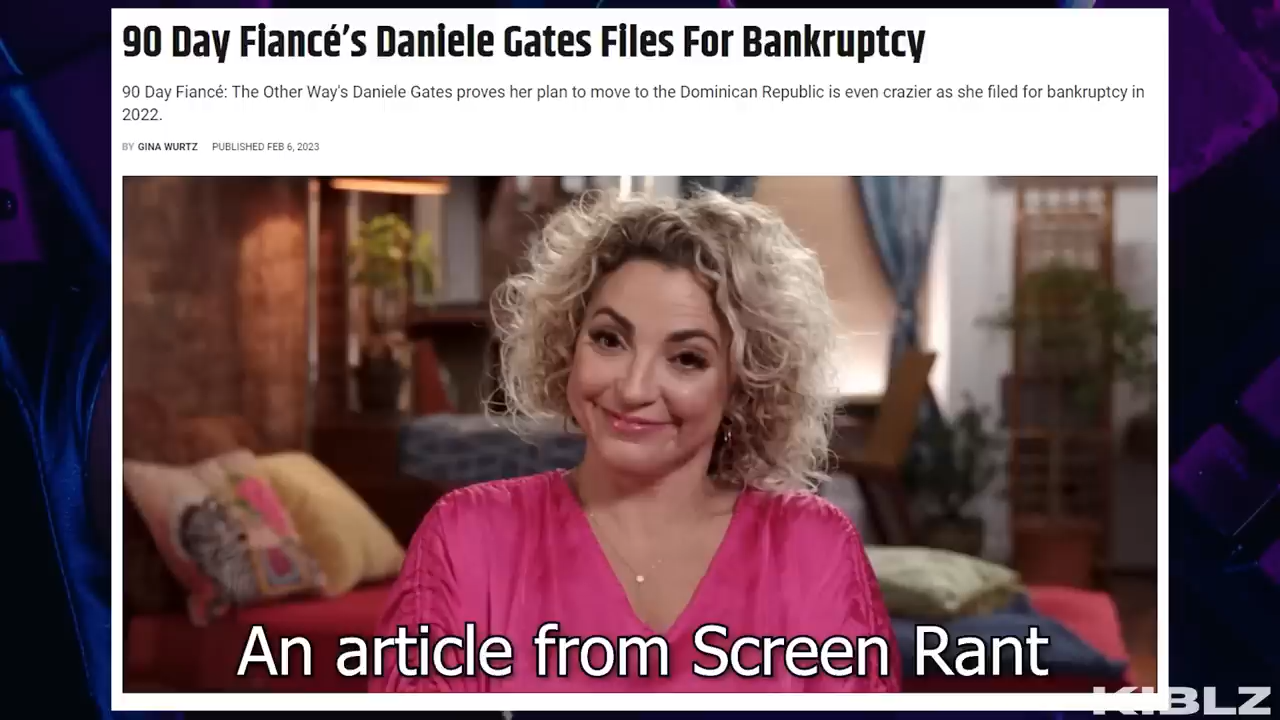 90 Day Fiancé’s Daniele Gates Files For Bankruptcy
90 Day Fiancé: The Other Way's Daniele Gates proves her plan to move to the Dominican Republic is even crazier as she filed for bankruptcy in
2022.
BY GINA WURTZ PUBLISHED FEB 6, 2023
An article from Screen Rant
KIBLZ